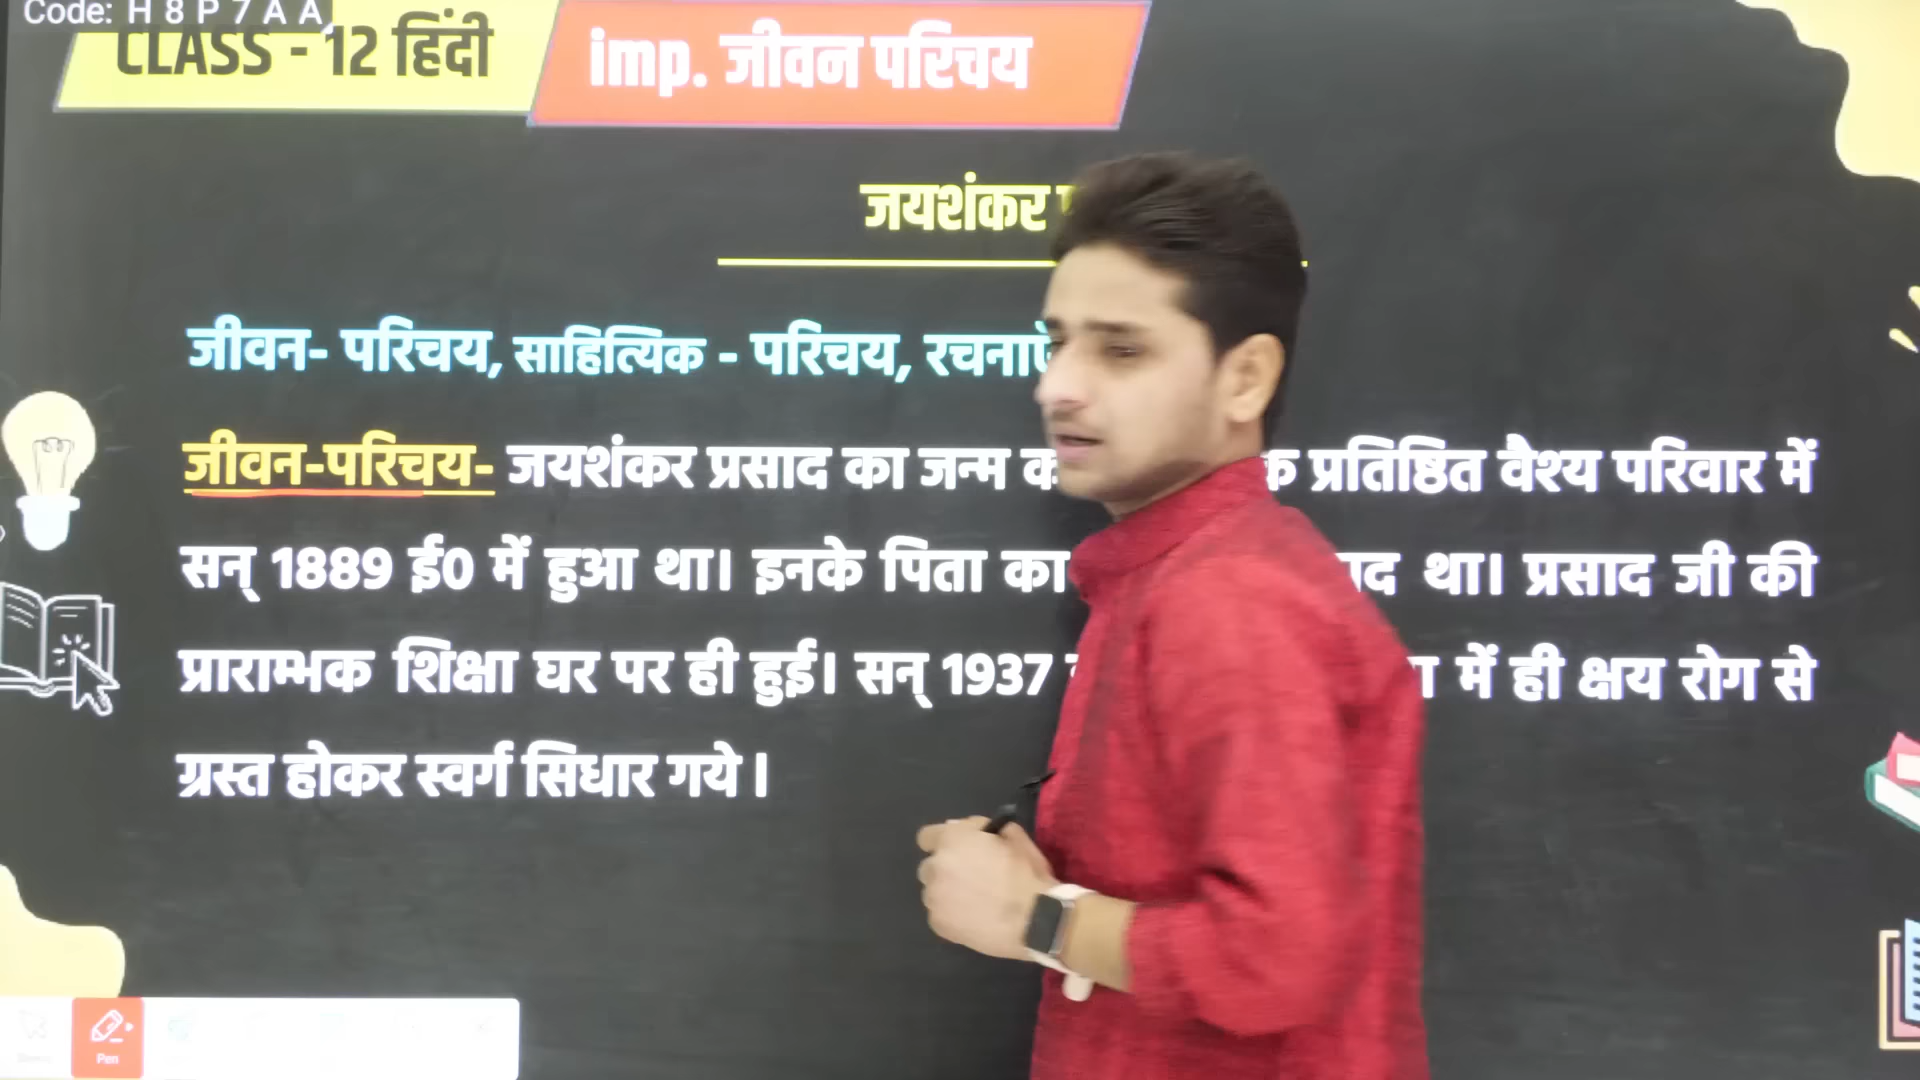 Code: H 8 P 7 A A
CLASS - 12 हिंदी
imp. जीवन परिचय
जयशंकर
जीवन- परिचय, साहित्यिक - परिचय, रचनाएँ
जीवन-परिचय- जयशंकर प्रसाद का जन्म प्रतिष्ठित वैश्य परिवार में
सन् 1889 ई0 में हुआ था। इनके पिता का था। प्रसाद जी की
प्राराम्भक शिक्षा घर पर ही हुई। सन् 1937 में ही क्षय रोग से
ग्रस्त होकर स्वर्ग सिधार गये ।
Pen